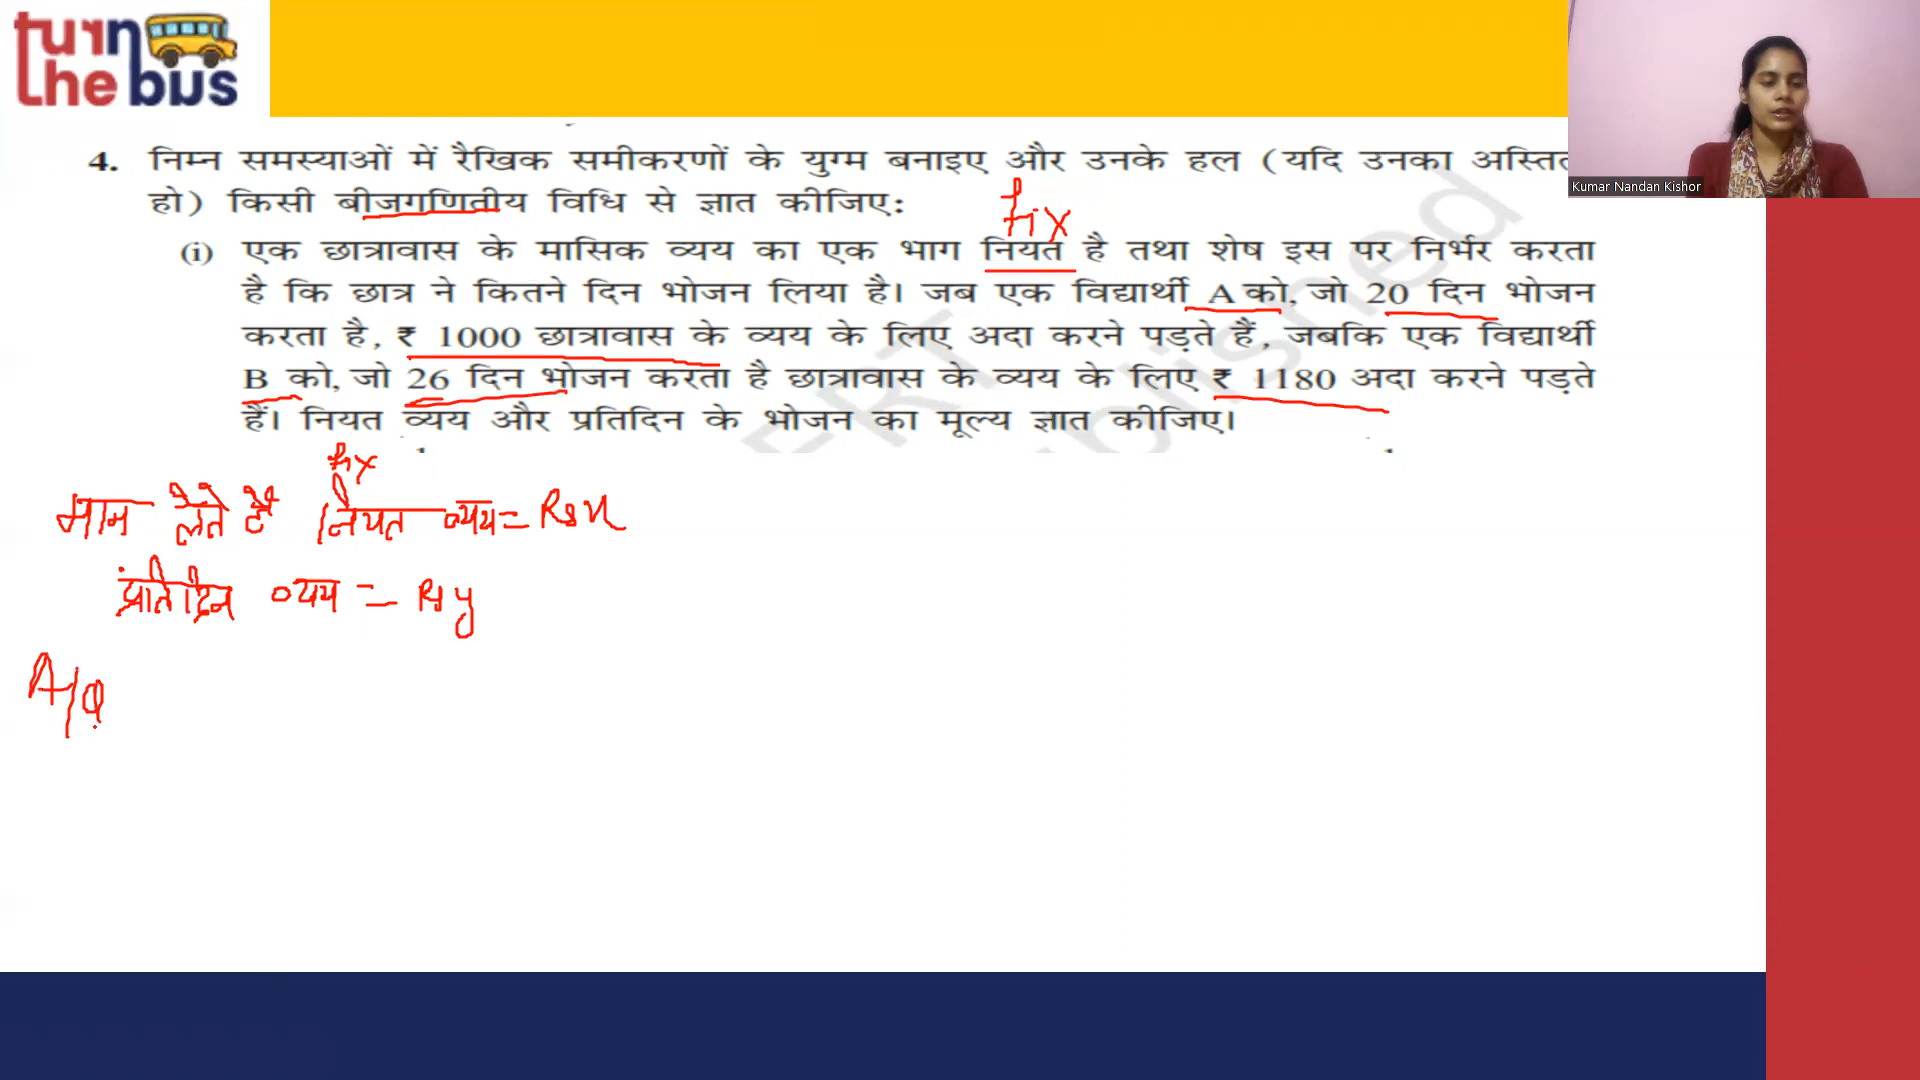 turn
the bus
Kumar Nandan Kishor
4. निम्न समस्याओं में रैखिक समीकरणों के युग्म बनाइए और उनके हल (यदि उनका
हो) किसी बीजगणितीय विधि से ज्ञात कीजिए:
fix
(i) एक छात्रावास के मासिक व्यय का एक भाग नियत है तथा शेष इस पर निर्भर करता
है कि छात्र ने कितने दिन भोजन लिया है। जब एक विद्यार्थी A को, जो 20 दिन भोजन
करता है, ₹ 1000 छात्रावास के व्यय के लिए अदा करने पड़ते हैं, जबकि एक विद्यार्थी
B को, जो 26 दिन भोजन करता है छात्रावास के व्यय के लिए ₹ 1180 अदा करने पड़ते
हैं। नियत व्यय और प्रतिदिन के भोजन का मूल्य ज्ञात कीजिए।
fix
मान लेते हैं नियत व्यय = Rs x
प्रतिदिन व्यय = Rs y
A/Q